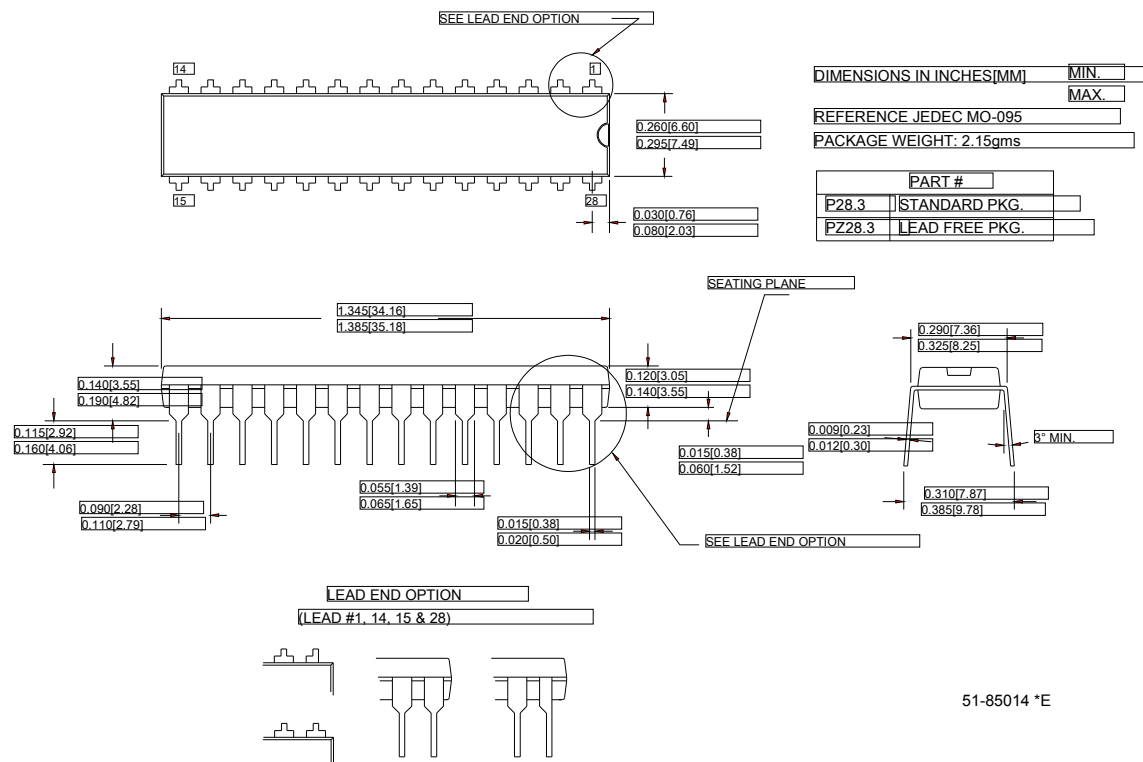 SEE LEAD END OPTION
14
1
DIMENSIONS IN INCHES[MM] MIN.
MAX.
REFERENCE JEDEC MO-095
PACKAGE WEIGHT: 2.15gms
0.260[6.60]
0.295[7.49]
PART #
P28.3 STANDARD PKG.
PZ28.3 LEAD FREE PKG.
15
28
0.030[0.76]
0.080[2.03]
SEATING PLANE
1.345[34.16]
1.385[35.18]
0.290[7.36]
0.325[8.25]
0.140[3.55]
0.190[4.82]
0.120[3.05]
0.140[3.55]
0.115[2.92]
0.160[4.06]
0.015[0.38]
0.060[1.52]
0.009[0.23]
0.012[0.30]
3° MIN.
0.055[1.39]
0.065[1.65]
0.090[2.28]
0.110[2.79]
0.015[0.38]
0.020[0.50]
0.310[7.87]
0.385[9.78]
SEE LEAD END OPTION
LEAD END OPTION
(LEAD #1, 14, 15 & 28)
51-85014 *E